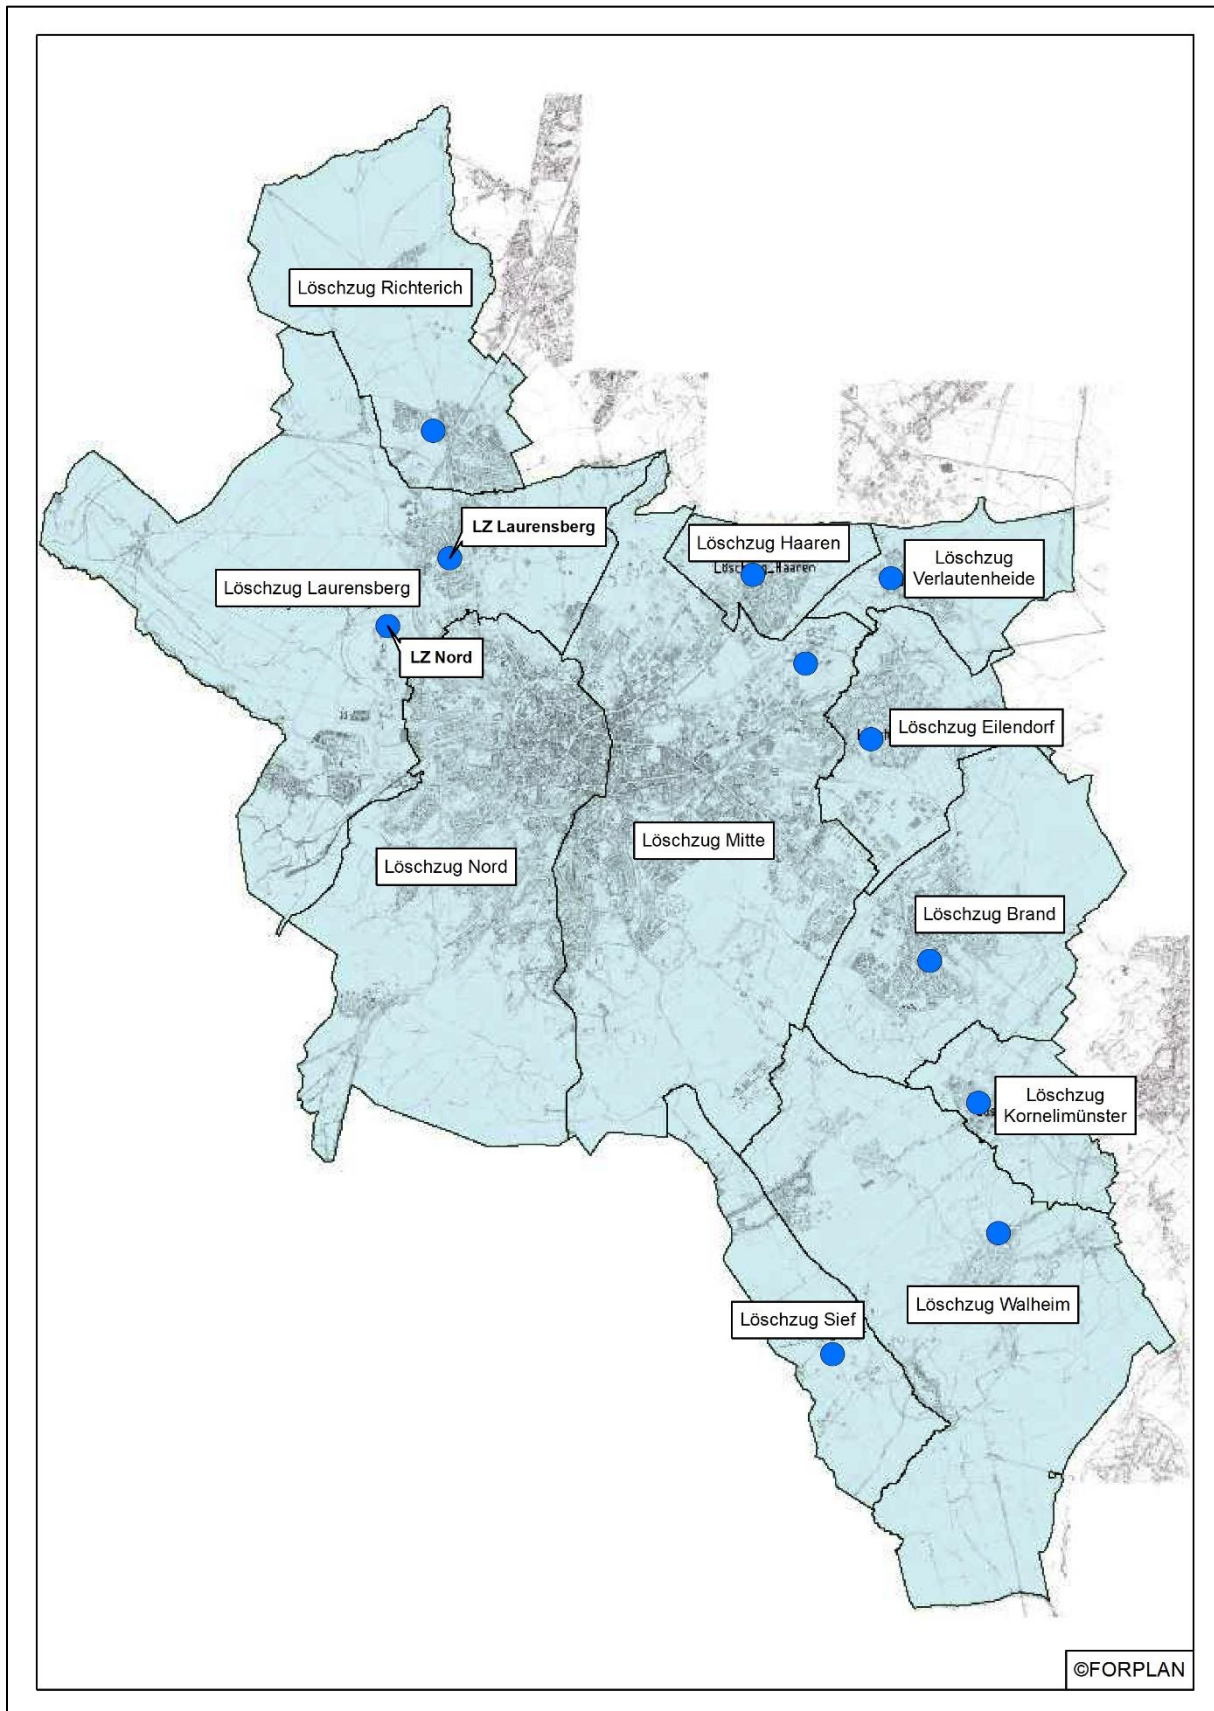 Löschzug Richterich
LZ Laurensberg
Löschzug Haaren
Löschzug
Verlautenheide
Löschzug Laurensberg
LZ Nord
Löschzug Eilendorf
Löschzug Mitte
Löschzug Nord
Löschzug Brand
Löschzug
Kornelimünster
Löschzug Walheim
Löschzug Sief
©FORPLAN